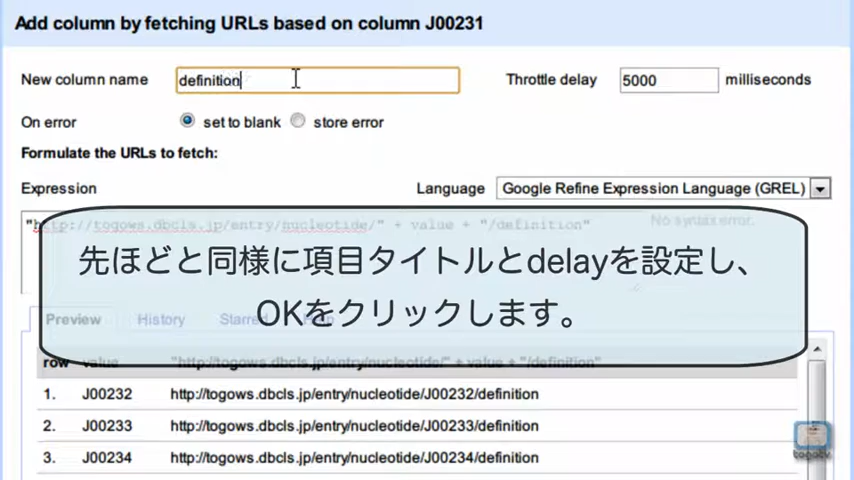 Add column by fetching URLs based on column J00231
New column name definition Throttle delay 5000 milliseconds
On error set to blank store error
Formulate the URLs to fetch:
Expression Language Google Refine Expression Language (GREL)
"http://togows.dbcls.jp/entry/nucleotide/" + value + "/definition" No syntax error.
先ほどと同様に項目タイトルとdelayを設定し、
OKをクリックします。
Preview History Starred Help
row value "http://togows.dbcls.jp/entry/nucleotide/" + value + "/definition"
1. J00232 http://togows.dbcls.jp/entry/nucleotide/J00232/definition
2. J00233 http://togows.dbcls.jp/entry/nucleotide/J00233/definition
3. J00234 http://togows.dbcls.jp/entry/nucleotide/J00234/definition
togotv